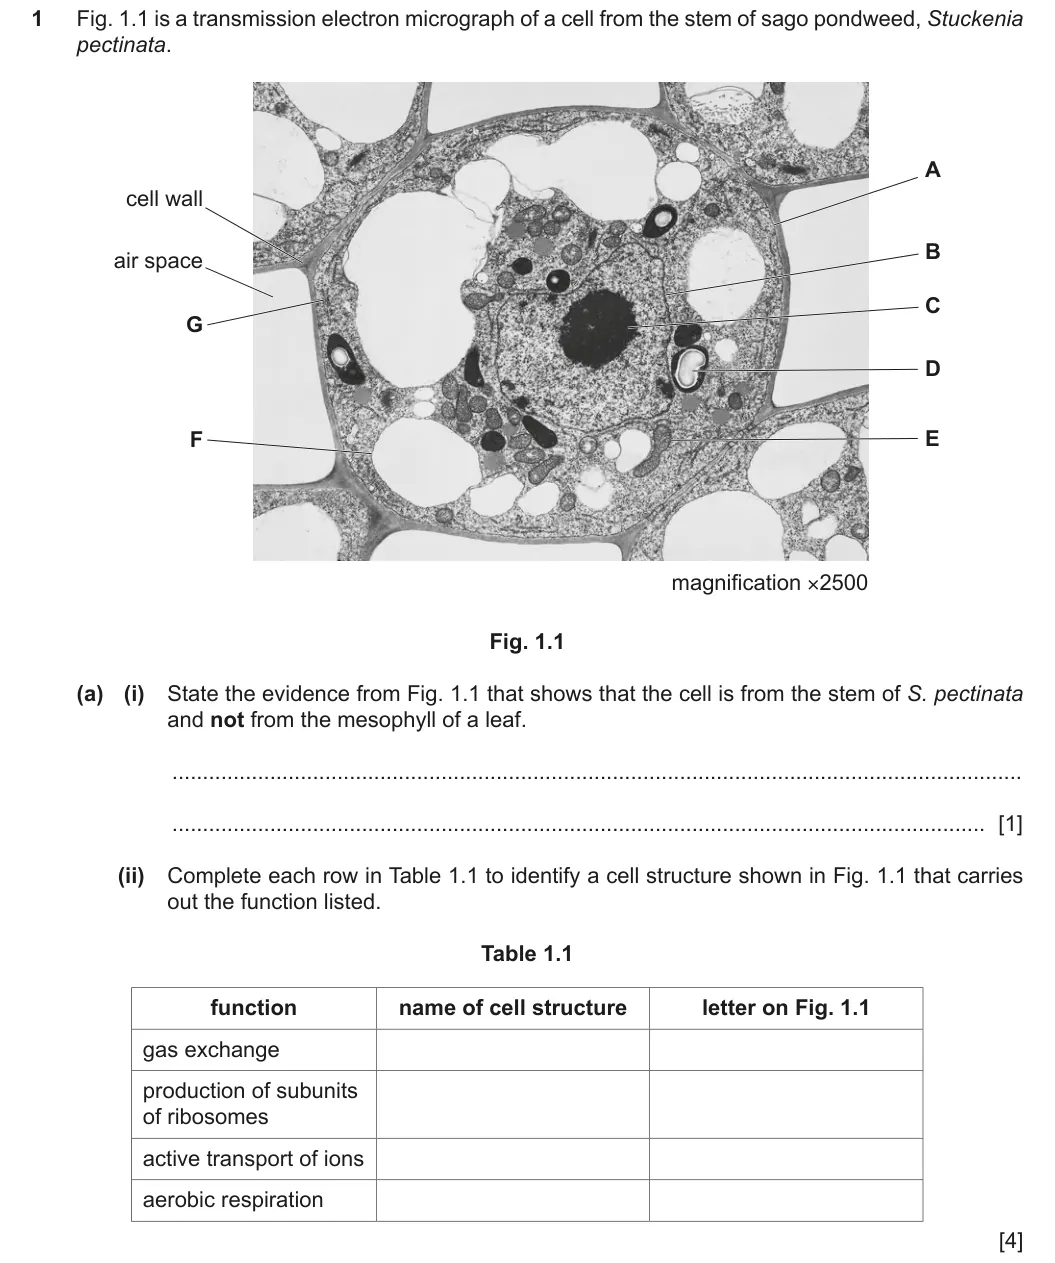 1 Fig. 1.1 is a transmission electron micrograph of a cell from the stem of sago pondweed, Stuckenia
pectinata.
A
cell wall
B
air space
C
G
D
F
E
magnification ×2500
Fig. 1.1
(a) (i) State the evidence from Fig. 1.1 that shows that the cell is from the stem of S. pectinata
and not from the mesophyll of a leaf.
..........................................................................................................................................
.................................................................................................................................... [1]
(ii) Complete each row in Table 1.1 to identify a cell structure shown in Fig. 1.1 that carries
out the function listed.
Table 1.1
function name of cell structure letter on Fig. 1.1
gas exchange
production of subunits
of ribosomes
active transport of ions
aerobic respiration
[4]